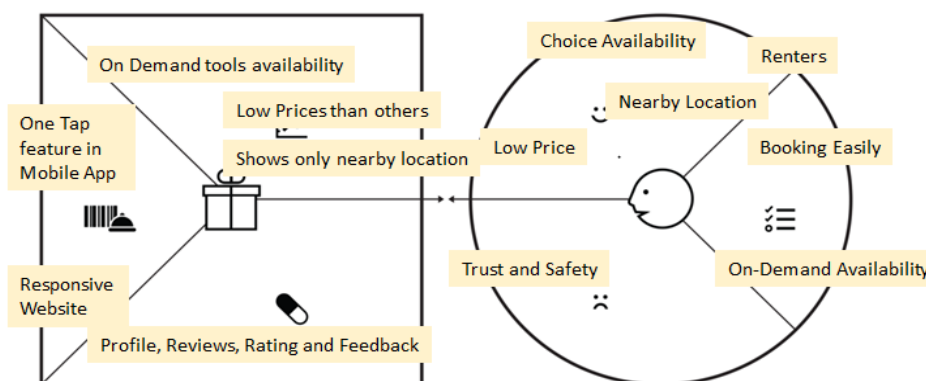 On Demand tools availability
Low Prices than others
One Tap
feature in
Mobile App
Shows only nearby location
Responsive
Website
Profile, Reviews, Rating and Feedback
Choice Availability
Renters
Nearby Location
Low Price
Booking Easily
Trust and Safety
On-Demand Availability